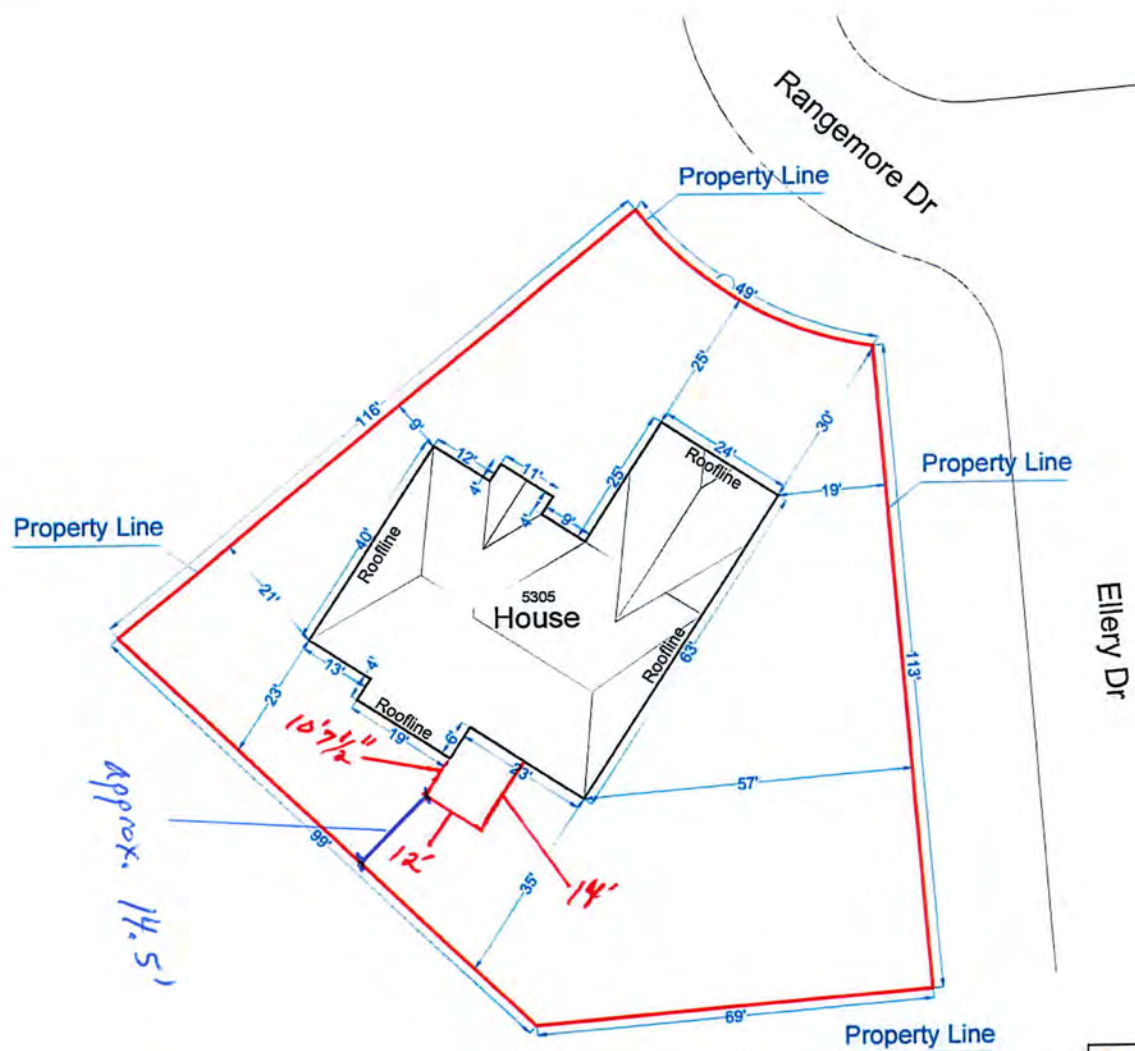 Rangemore Dr
Property Line
49'
116'
25'
30'
9'
12'
4'
11'
4'
9'
25'
24'
Roofline
19'
Property Line
Property Line
40'
Roofline
5305
House
Roofline
63'
113'
Ellery Dr
21'
13'
4'
23'
Roofline
19'
6'
23'
10'7 1/2"
57'
12'
14'
35'
99'
approx. 14.5'
69'
Property Line